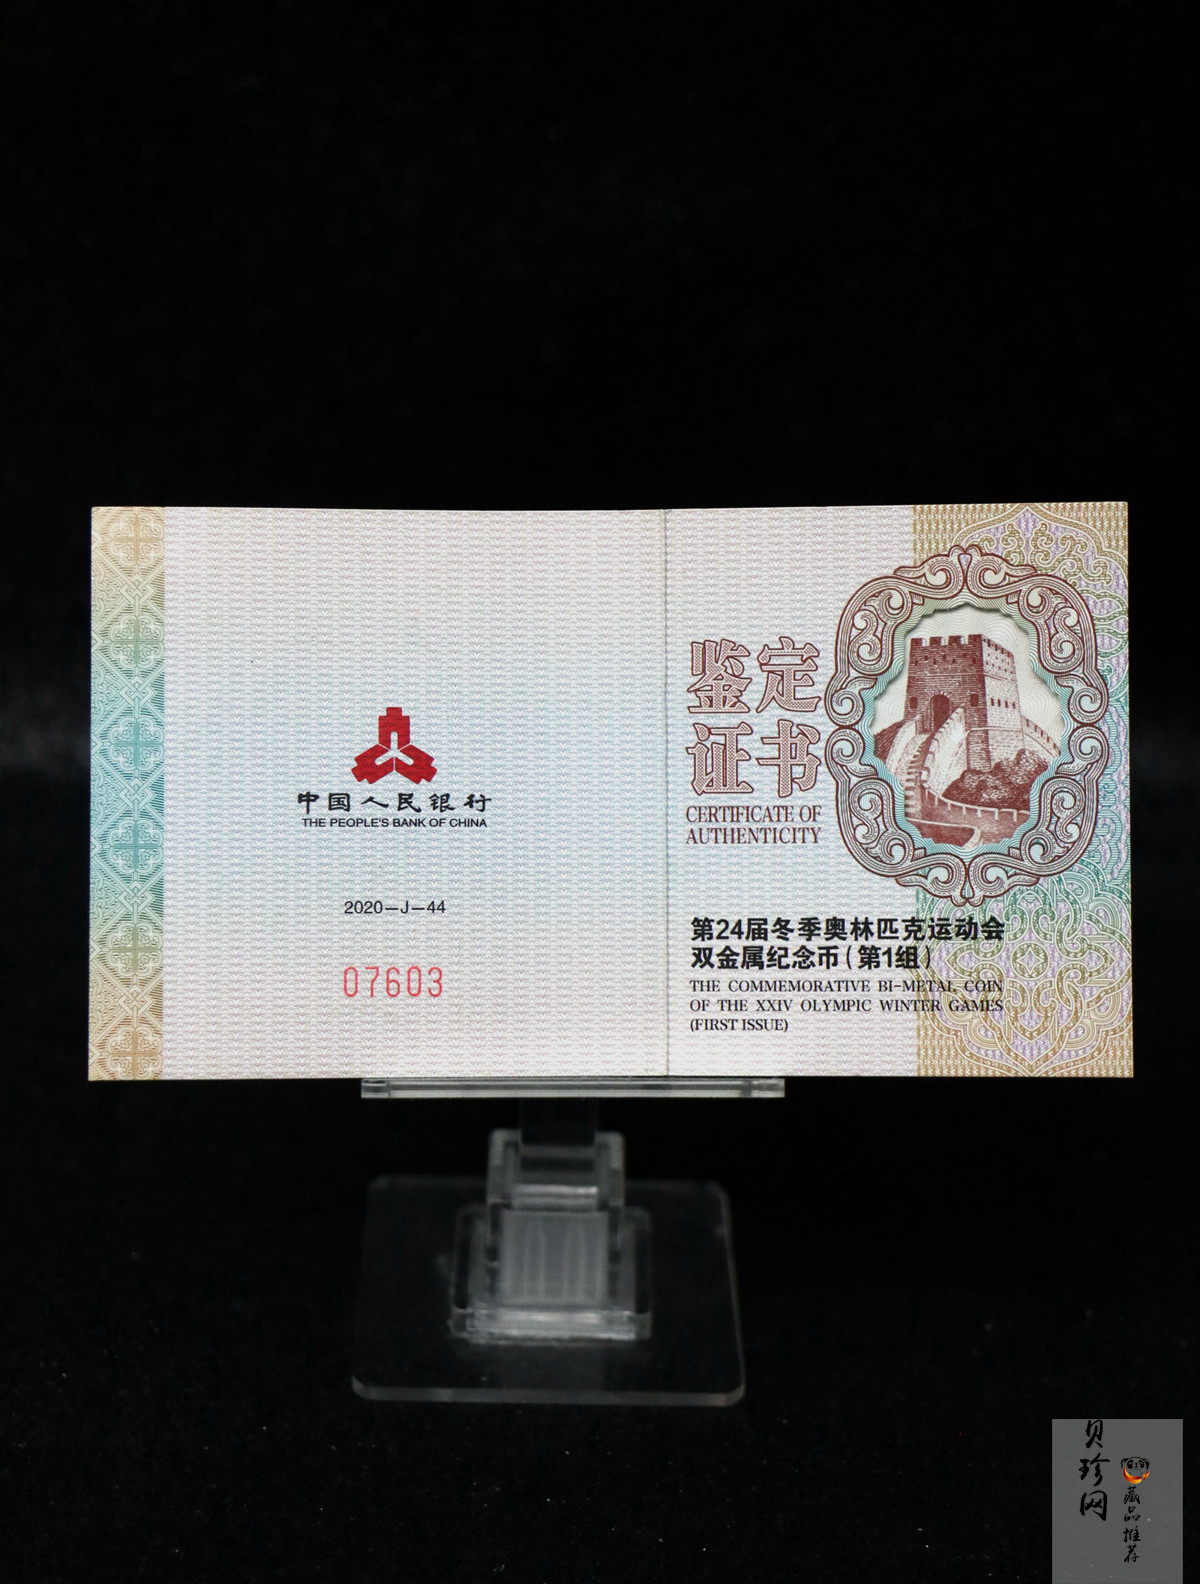 中国人民银行
THE PEOPLE'S BANK OF CHINA
2020-J-44
07603
鉴定
证书
CERTIFICATE OF
AUTHENTICITY
第24届冬季奥林匹克运动会
双金属纪念币(第1组)
THE COMMEMORATIVE BI-METAL COIN
OF THE XXIV OLYMPIC WINTER GAMES
(FIRST ISSUE)
贝珍网
藏品推荐